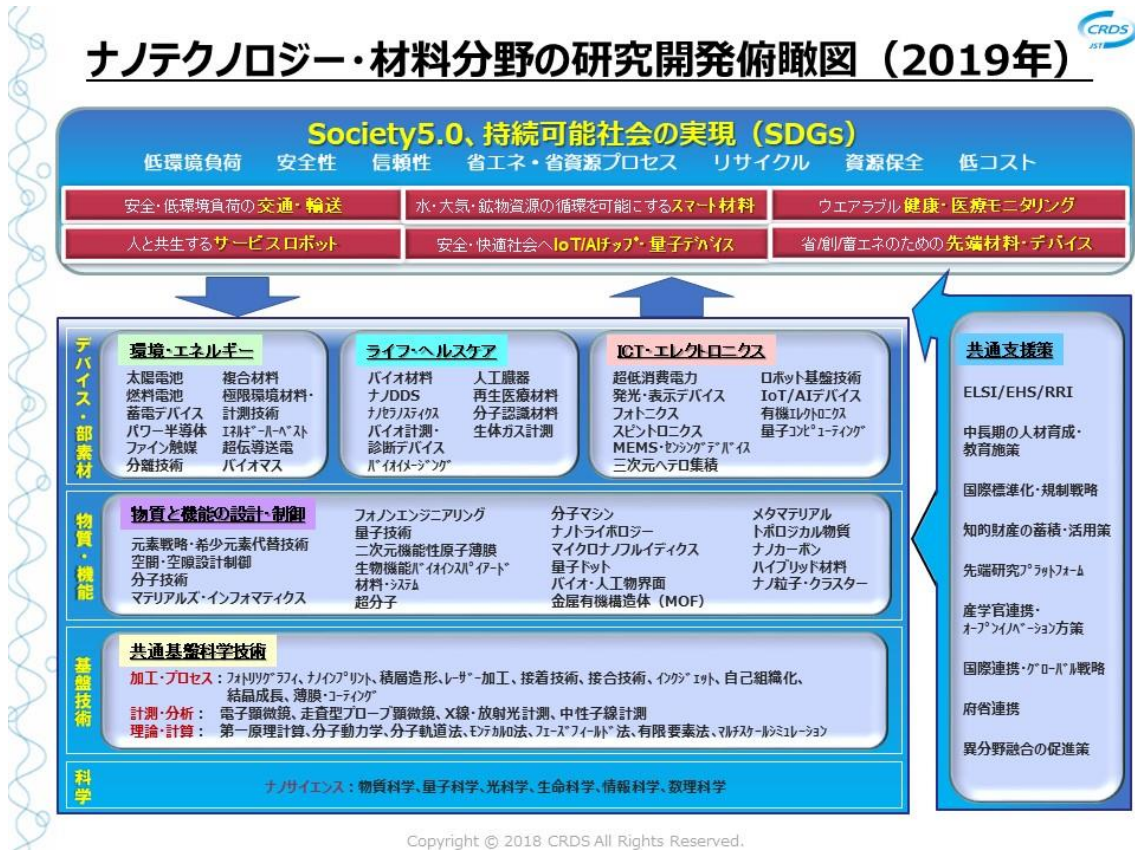 CRDS
JST
ナノテクノロジー・材料分野の研究開発俯瞰図（2019年）
Society5.0、持続可能社会の実現（SDGs）
低環境負荷 安全性 信頼性 省エネ・省資源プロセス リサイクル 資源保全 低コスト
安全・低環境負荷の交通・輸送
水・大気・鉱物資源の循環を可能にするスマート材料
ウエアラブル健康・医療モニタリング
人と共生するサービスロボット
安全・快適社会へIoT/AIﾁｯﾌﾟ・量子ﾃﾞﾊﾞｲｽ
省/創/畜エネのための先端材料・デバイス
デバイス・部素材
環境・エネルギー
太陽電池
燃料電池
蓄電デバイス
パワー半導体
ファイン触媒
分離技術
複合材料
極限環境材料・
計測技術
ｴﾈﾙｷﾞｰﾊｰﾍﾞｽﾄ
超伝導送電
バイオマス
ライフ・ヘルスケア
バイオ材料
ナノDDS
ﾅﾉｾﾗﾉｽﾃｨｸｽ
バイオ計測・
診断デバイス
ﾊﾞｲｵｲﾒｰｼﾞﾝｸﾞ
人工臓器
再生医療材料
分子認識材料
生体ガス計測
ICT・エレクトロニクス
超低消費電力
発光・表示デバイス
フォトニクス
スピントロニクス
MEMS・ｾﾝｼﾝｸﾞﾃﾞﾊﾞｲｽ
三次元ヘテロ集積
ロボット基盤技術
IoT/AIデバイス
有機ｴﾚｸﾄﾛﾆｸｽ
量子ｺﾝﾋﾟｭｰﾃｨﾝｸﾞ
物質・機能
物質と機能の設計・制御
元素戦略・希少元素代替技術
空間・空隙設計制御
分子技術
マテリアルズ・インフォマティクス
フォノンエンジニアリング
量子技術
二次元機能性原子薄膜
生物機能ﾊﾞｲｵｲﾝｽﾊﾟｲｱｰﾄﾞ
材料・ｼｽﾃﾑ
超分子
分子マシン
ナノトライボロジー
マイクロナノフルイディクス
量子ドット
バイオ・人工物界面
金属有機構造体（MOF）
メタマテリアル
トポロジカル物質
ナノカーボン
ハイブリッド材料
ナノ粒子・クラスター
基盤技術
共通基盤科学技術
加工・プロセス：ﾌｫﾄﾘｿｸﾞﾗﾌｨ、ﾅﾉｲﾝﾌﾟﾘﾝﾄ、積層造形、ﾚｰｻﾞｰ加工、接着技術、接合技術、ｲﾝｸｼﾞｪｯﾄ、自己組織化、
結晶成長、薄膜・ｺｰﾃｨﾝｸﾞ
計測・分析： 電子顕微鏡、走査型プローブ顕微鏡、X線・放射光計測、中性子線計測
理論・計算： 第一原理計算、分子動力学、分子軌道法、ﾓﾝﾃｶﾙﾛ法、ﾌｪｰｽﾞﾌｨｰﾙﾄﾞ法、有限要素法、ﾏﾙﾁｽｹｰﾙｼﾐｭﾚｰｼｮﾝ
科学
ナノサイエンス：物質科学、量子科学、光科学、生命科学、情報科学、数理科学
共通支援策
ELSI/EHS/RRI
中長期の人材育成・
教育施策
国際標準化・規制戦略
知的財産の蓄積・活用策
先端研究ﾌﾟﾗｯﾄﾌｫｰﾑ
産学官連携・
ｵｰﾌﾟﾝｲﾉﾍﾞｰｼｮﾝ方策
国際連携・ｸﾞﾛｰﾊﾞﾙ戦略
府省連携
異分野融合の促進策
Copyright © 2018 CRDS All Rights Reserved.